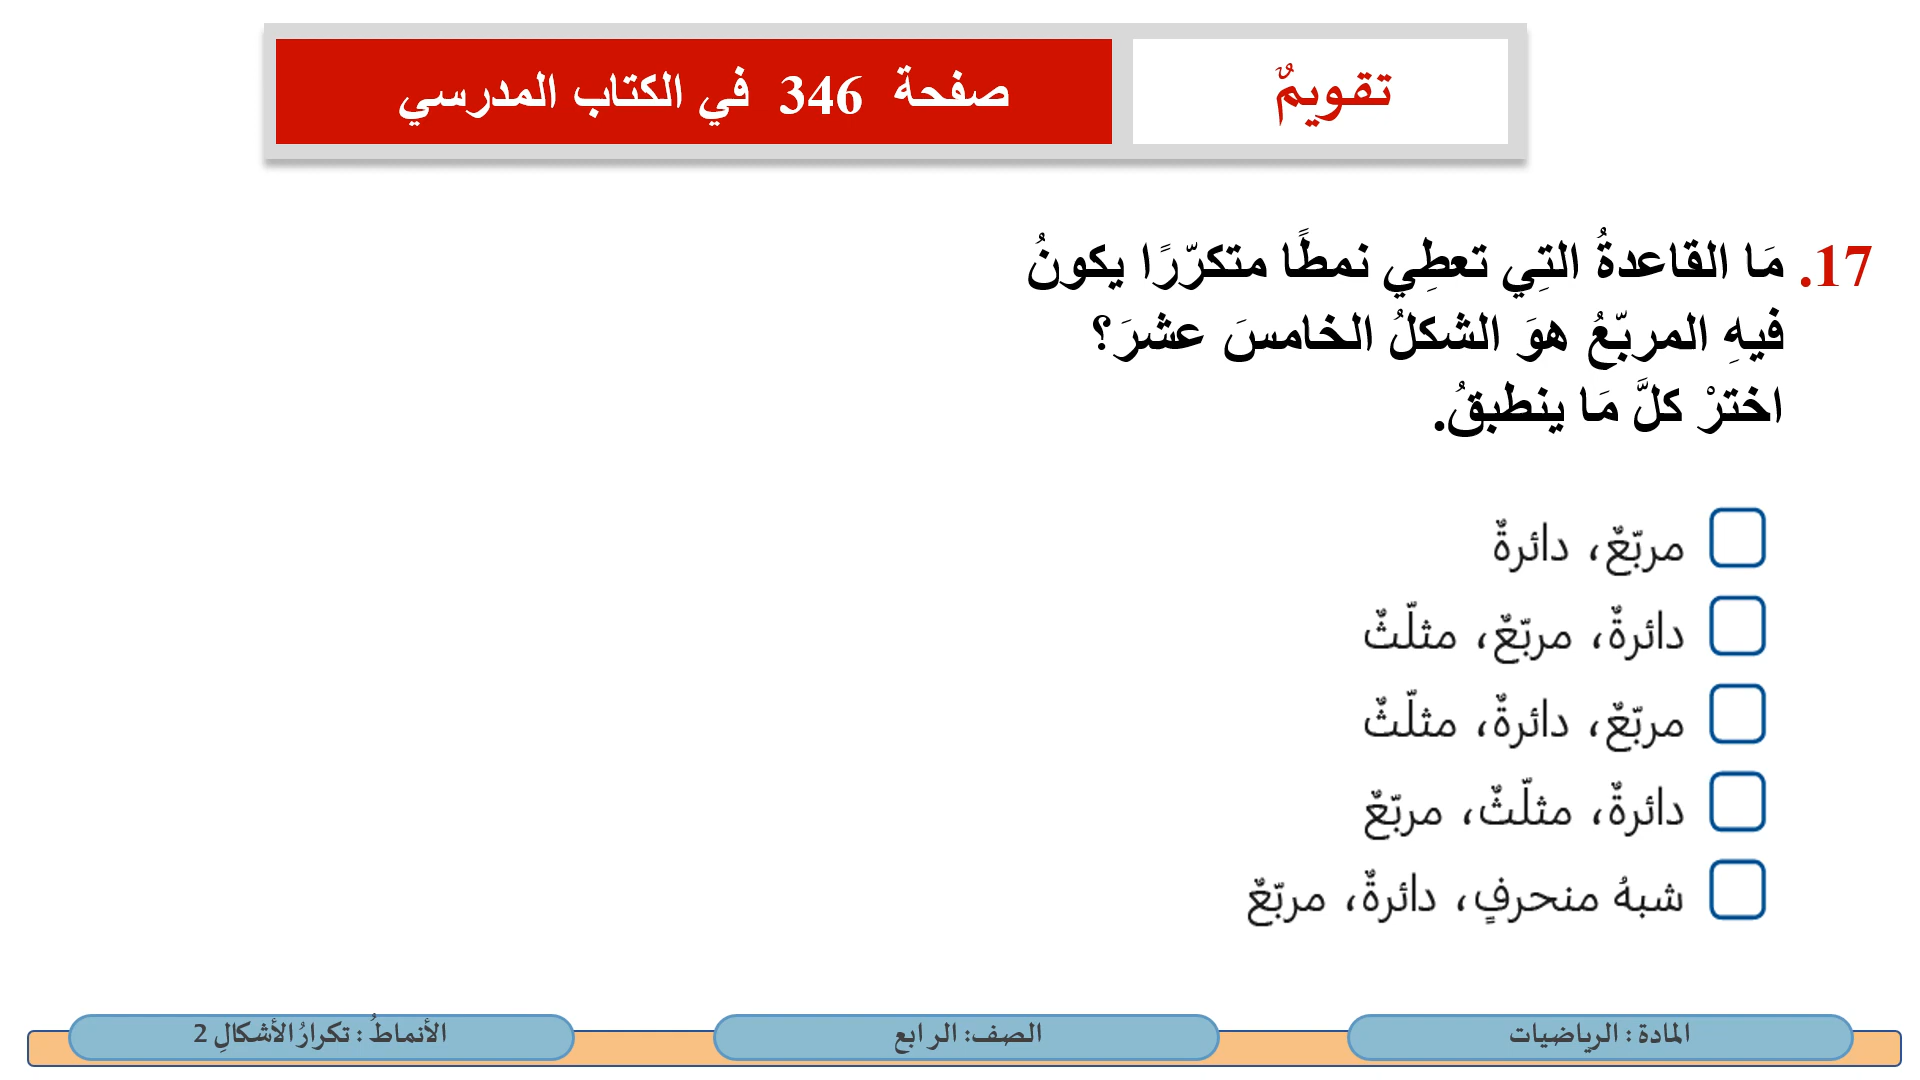 تقويمٌ
صفحة 346 في الكتاب المدرسي
17. مَا القاعدةُ التِي تعطِي نمطًا متكرّرًا يكونُ
فيهِ المربّعُ هوَ الشكلُ الخامسَ عشرَ؟
اخترْ كلَّ مَا ينطبقُ.
مربّعٌ، دائرةٌ
دائرةٌ، مربّعٌ، مثلّثٌ
مربّعٌ، دائرةٌ، مثلّثٌ
دائرةٌ، مثلّثٌ، مربّعٌ
شبهُ منحرفٍ، دائرةٌ، مربّعٌ
المادة : الرياضيات
الصف: الرابع
الأنماطُ : تكرارُ الأشكالِ 2